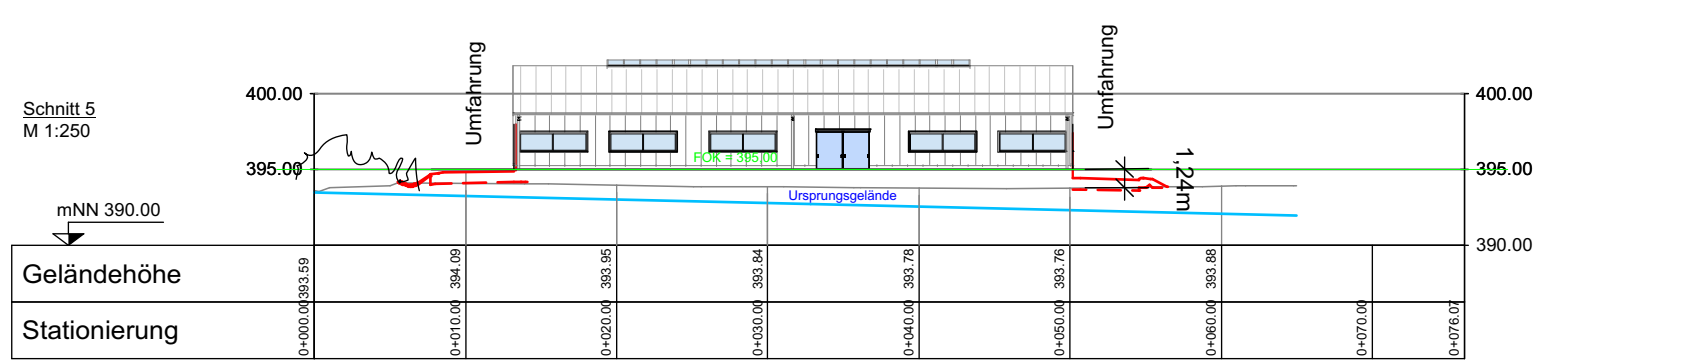 Schnitt 5
M 1:250
Umfahrung
Umfahrung
400.00
400.00
FOK = 395.00
395.00
395.00
1,24m
Ursprungsgelände
mNN 390.00
390.00
Geländehöhe
393.59
394.09
393.95
393.84
393.78
393.76
393.88
Stationierung
0+000.00
0+010.00
0+020.00
0+030.00
0+040.00
0+050.00
0+060.00
0+070.00
0+076.07